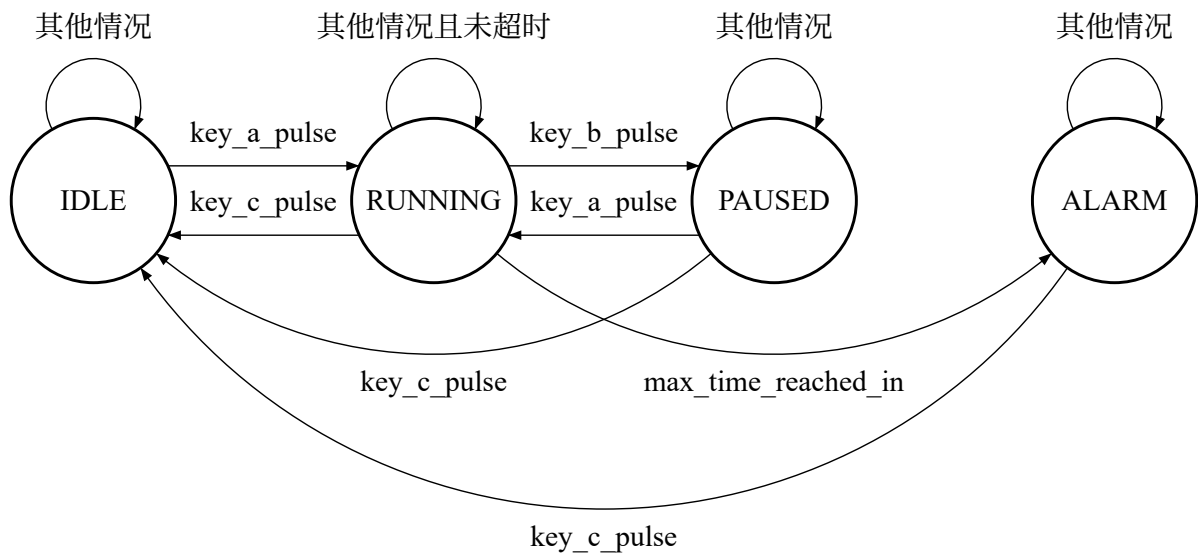 其他情况
其他情况且未超时
其他情况
其他情况
key_a_pulse
key_b_pulse
IDLE
key_c_pulse
RUNNING
key_a_pulse
PAUSED
ALARM
key_c_pulse
max_time_reached_in
key_c_pulse